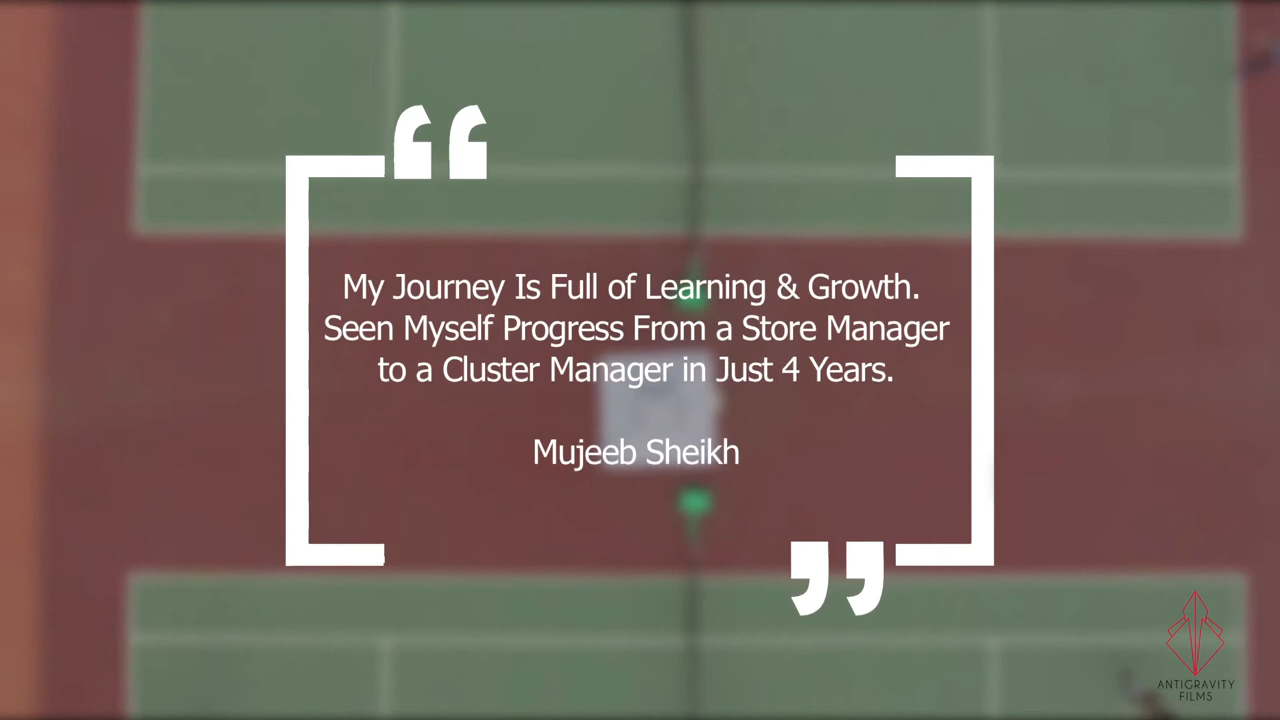 My Journey Is Full of Learning & Growth.
Seen Myself Progress From a Store Manager
to a Cluster Manager in Just 4 Years.
Mujeeb Sheikh
ANTIGRAVITY
FILMS